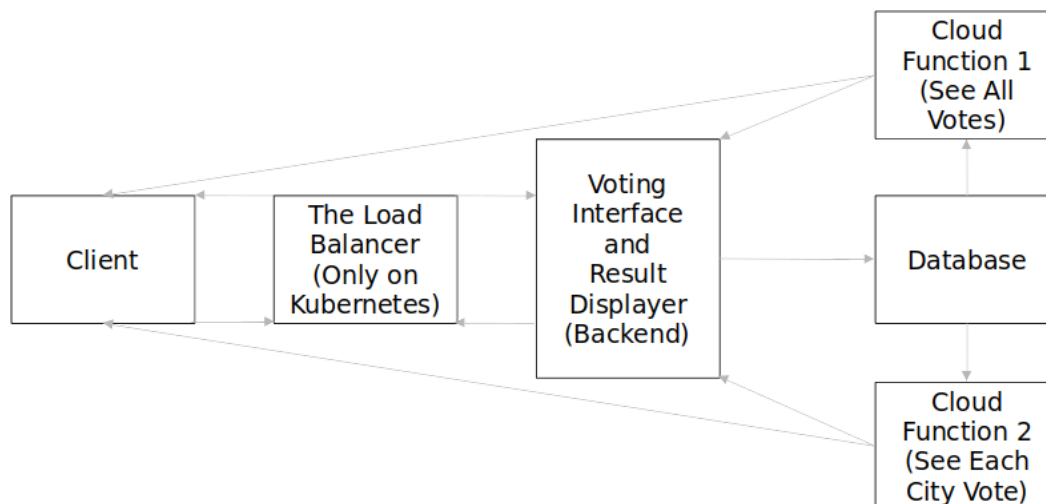 Cloud
Function 1
(See All
Votes)
Client
The Load
Balancer
(Only on
Kubernetes)
Voting
Interface
and
Result
Displayer
(Backend)
Database
Cloud
Function 2
(See Each
City Vote)